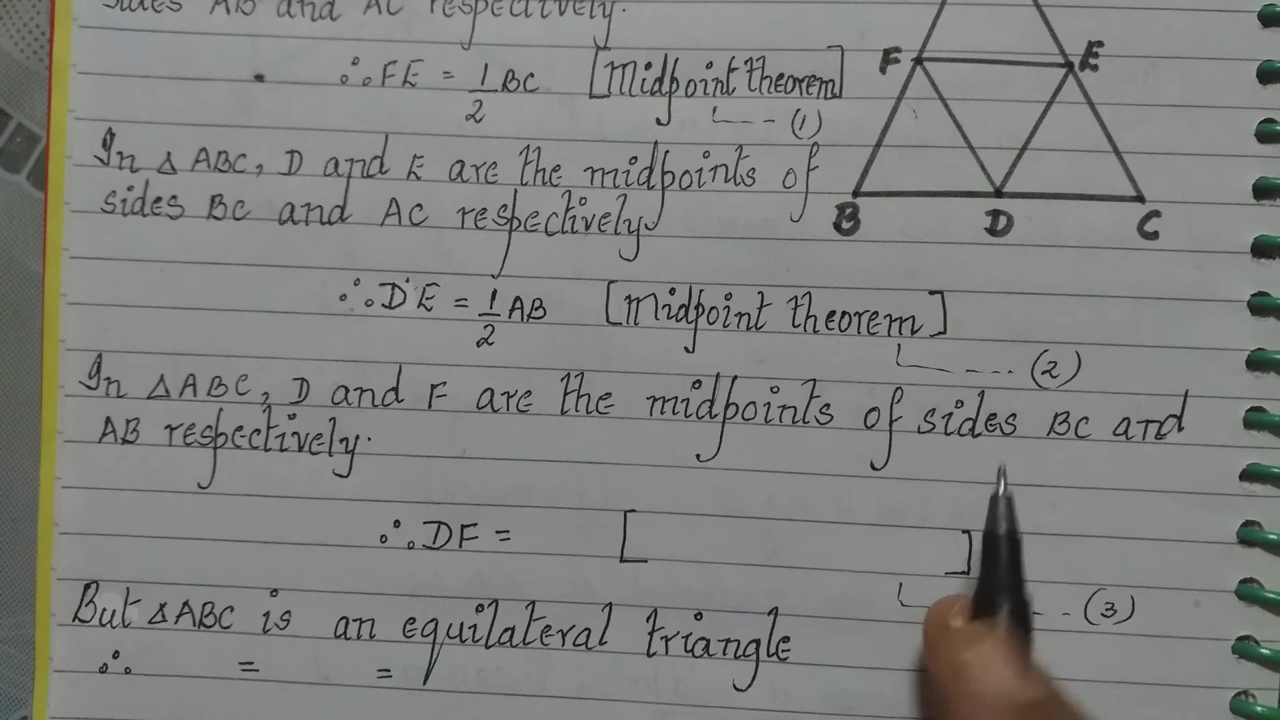 sides AB and AC respectively.
∴ FE = 1/2 BC [Midpoint theorem]
(1)
In △ ABC, D and E are the midpoints of
sides BC and AC respectively.
∴ DE = 1/2 AB [Midpoint theorem]
(2)
In △ABC, D and F are the midpoints of sides BC and
AB respectively.
∴ DF = [ ]
(3)
But △ABC is an equilateral triangle
∴ = =
F E
B D C